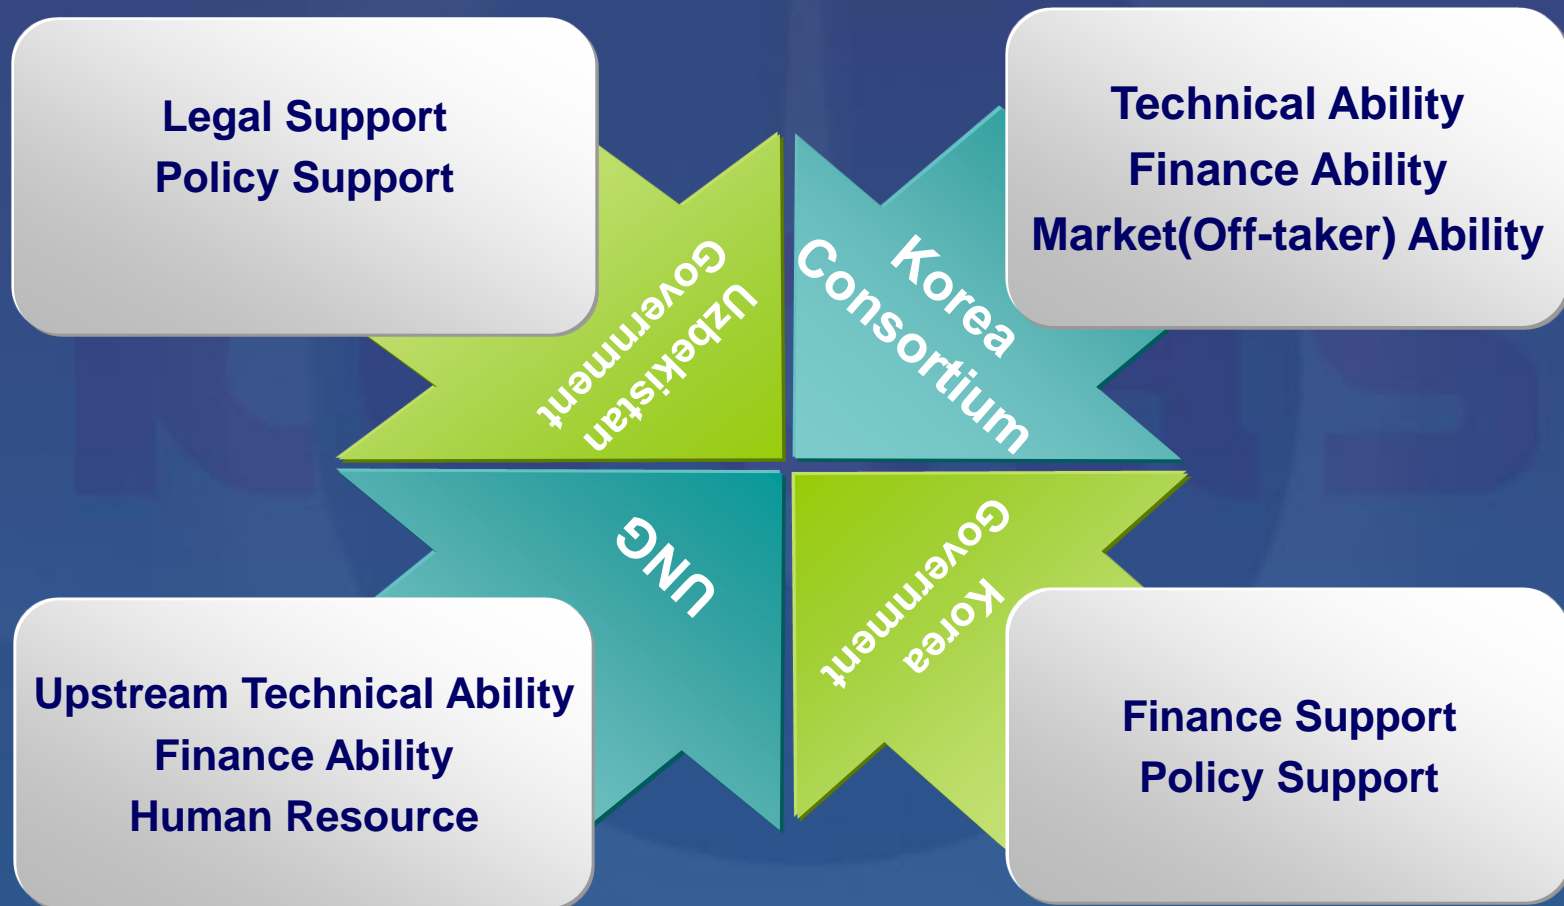 Legal Support
Policy Support
Technical Ability
Finance Ability
Market(Off-taker) Ability
Uzbekistan
Government
Korea
Consortium
UNG
Korea
Government
Upstream Technical Ability
Finance Ability
Human Resource
Finance Support
Policy Support